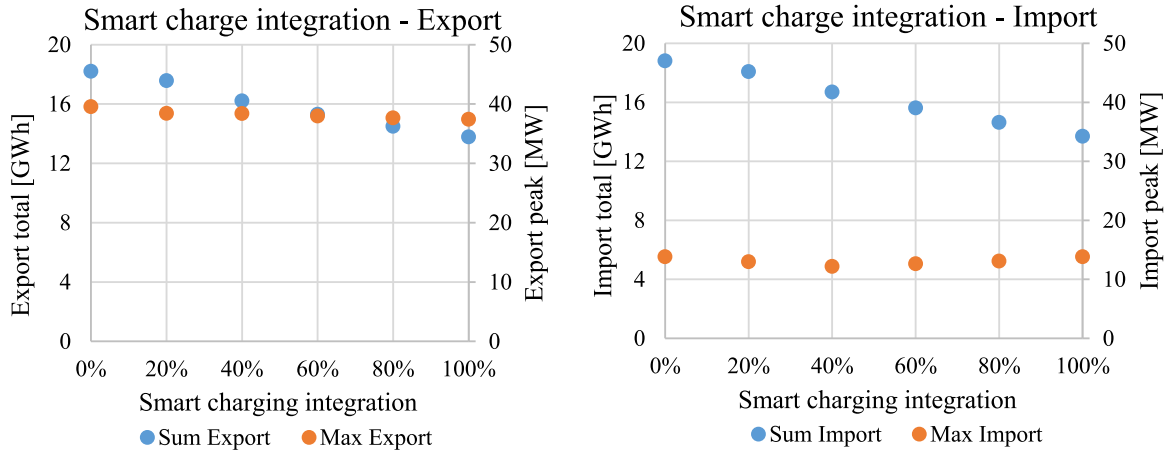 Smart charge integration - Export
20
16
12
8
4
0
Export total [GWh]
50
40
30
20
10
0
Export peak [MW]
0% 20% 40% 60% 80% 100%
Smart charging integration
Sum Export Max Export
Smart charge integration - Import
20
16
12
8
4
0
Import total [GWh]
50
40
30
20
10
0
Import peak [MW]
0% 20% 40% 60% 80% 100%
Smart charging integration
Sum Import Max Import